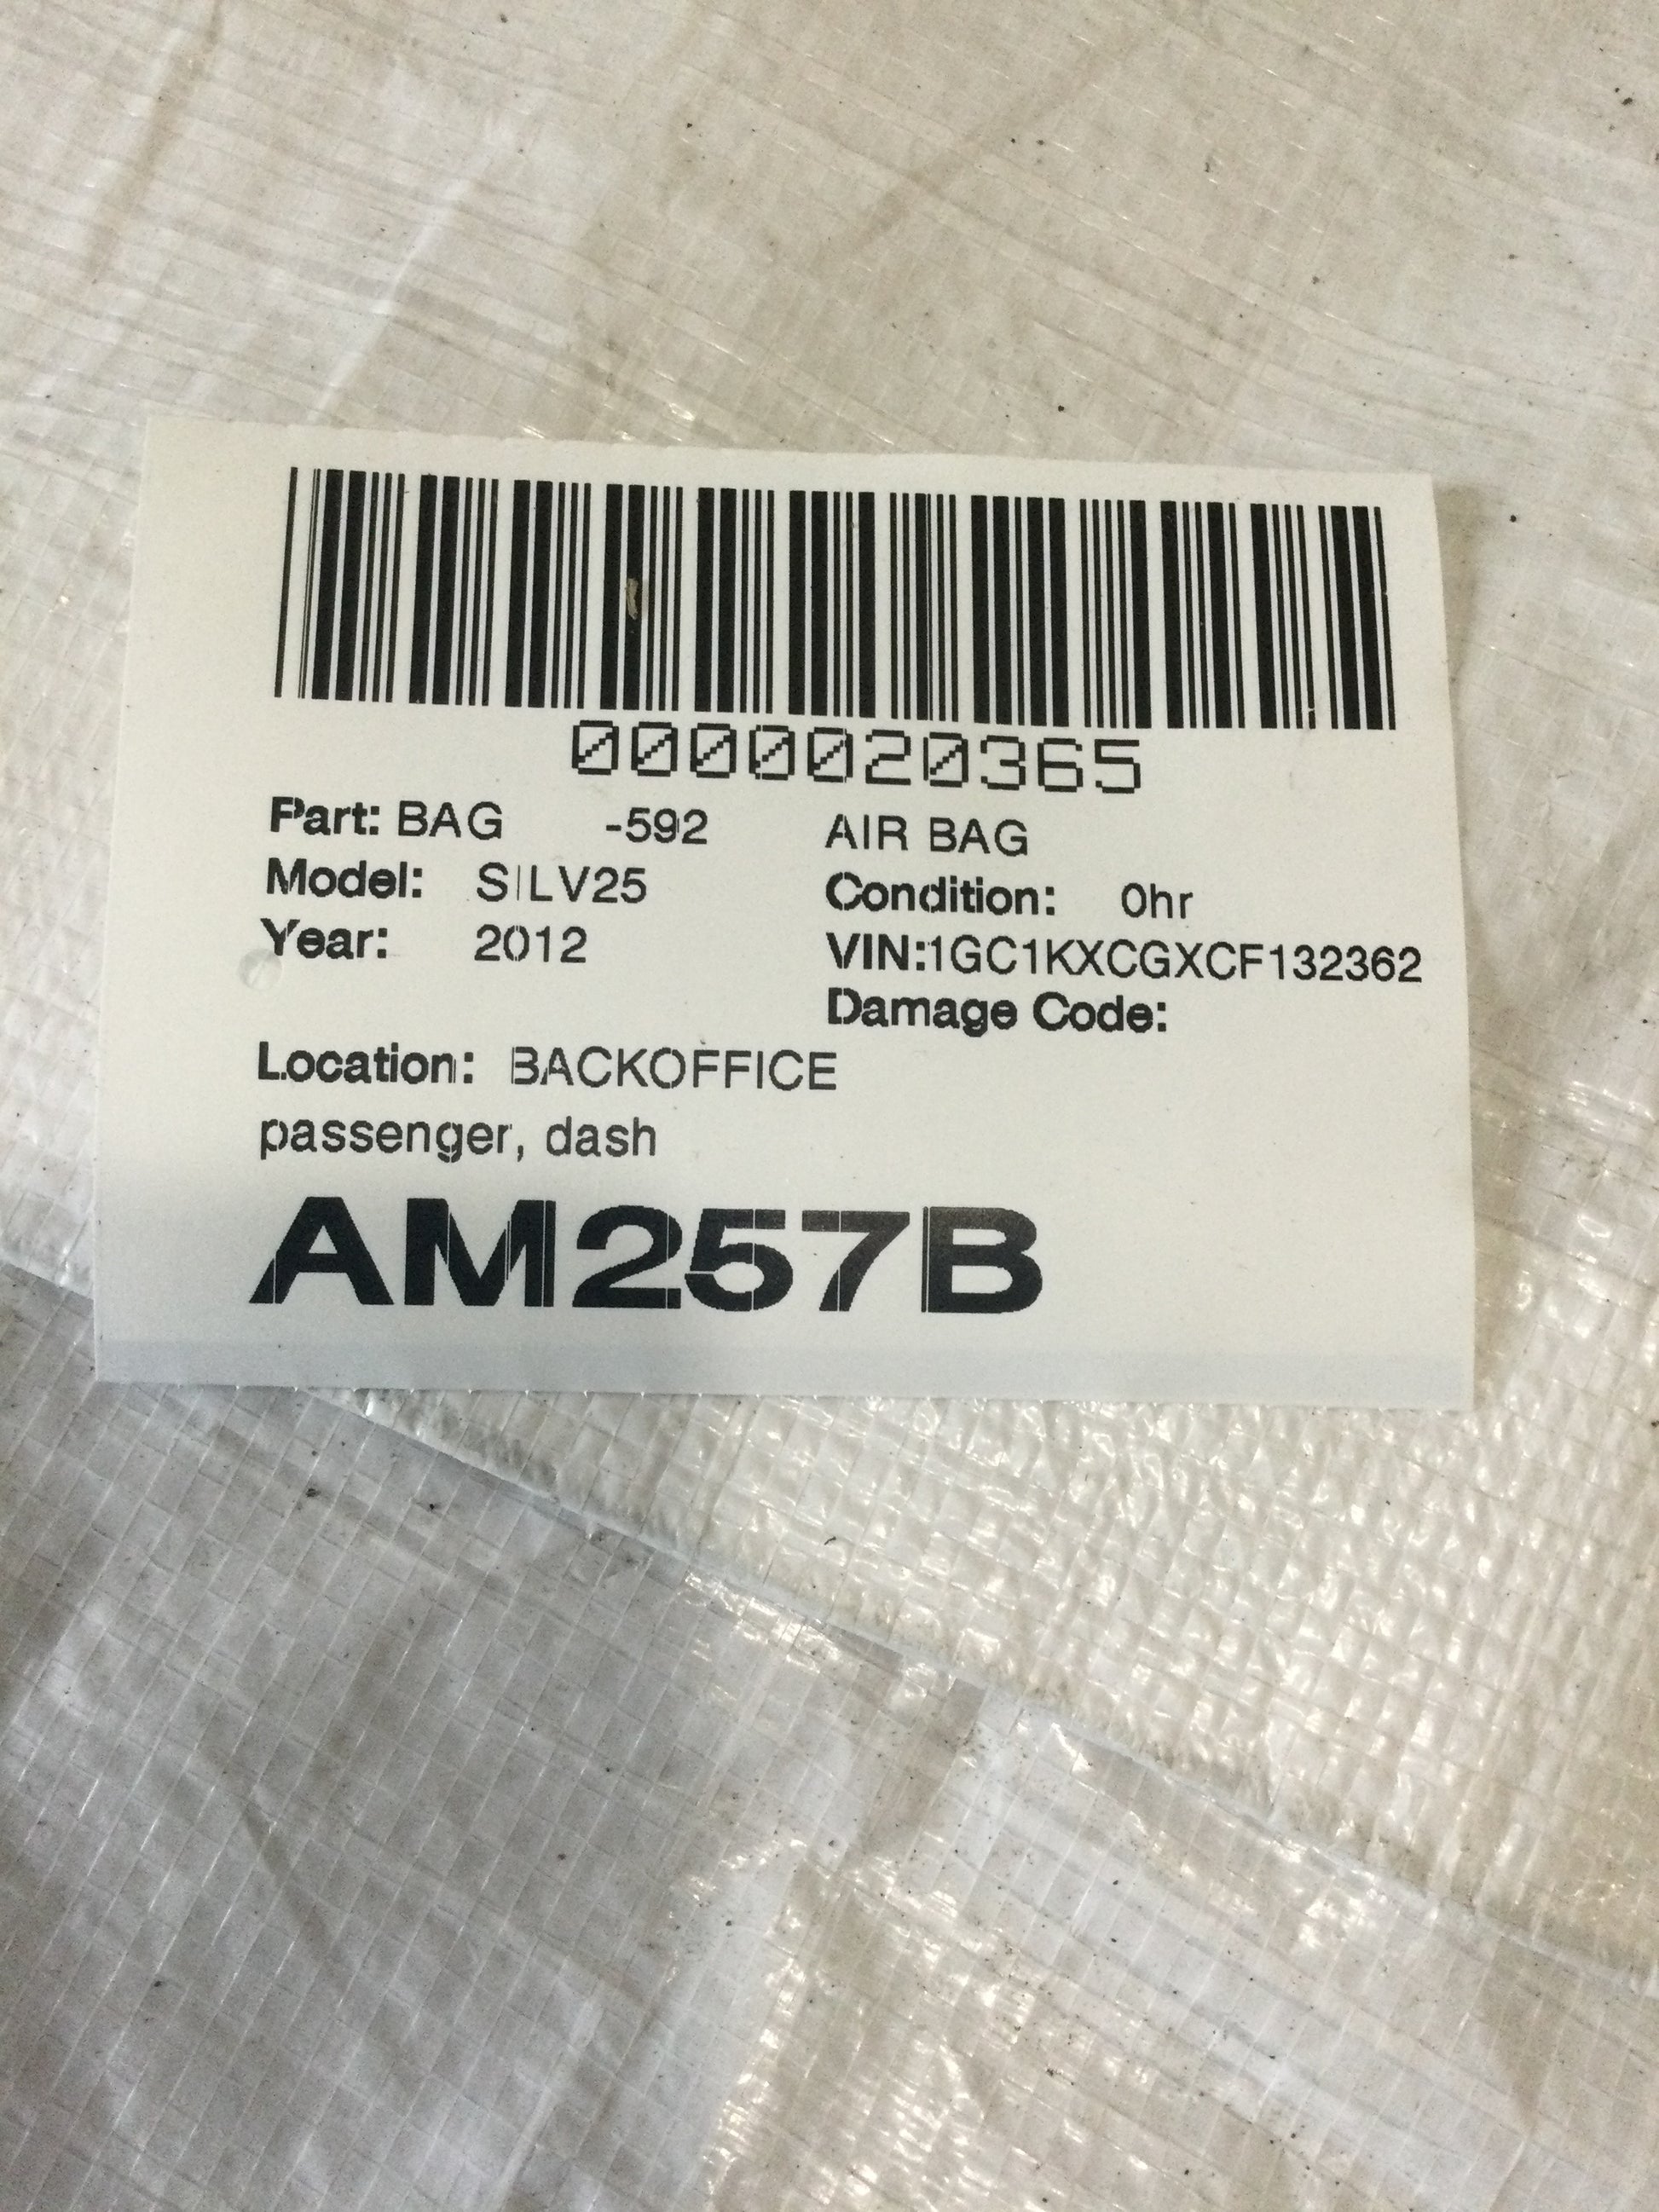 0000020365
Part: BAG -592 AIR BAG
Model: SILV25 Condition: 0hr
Year: 2012 VIN:1GC1KXCGXCF132362
Damage Code:
Location: BACKOFFICE
passenger, dash
AM257B